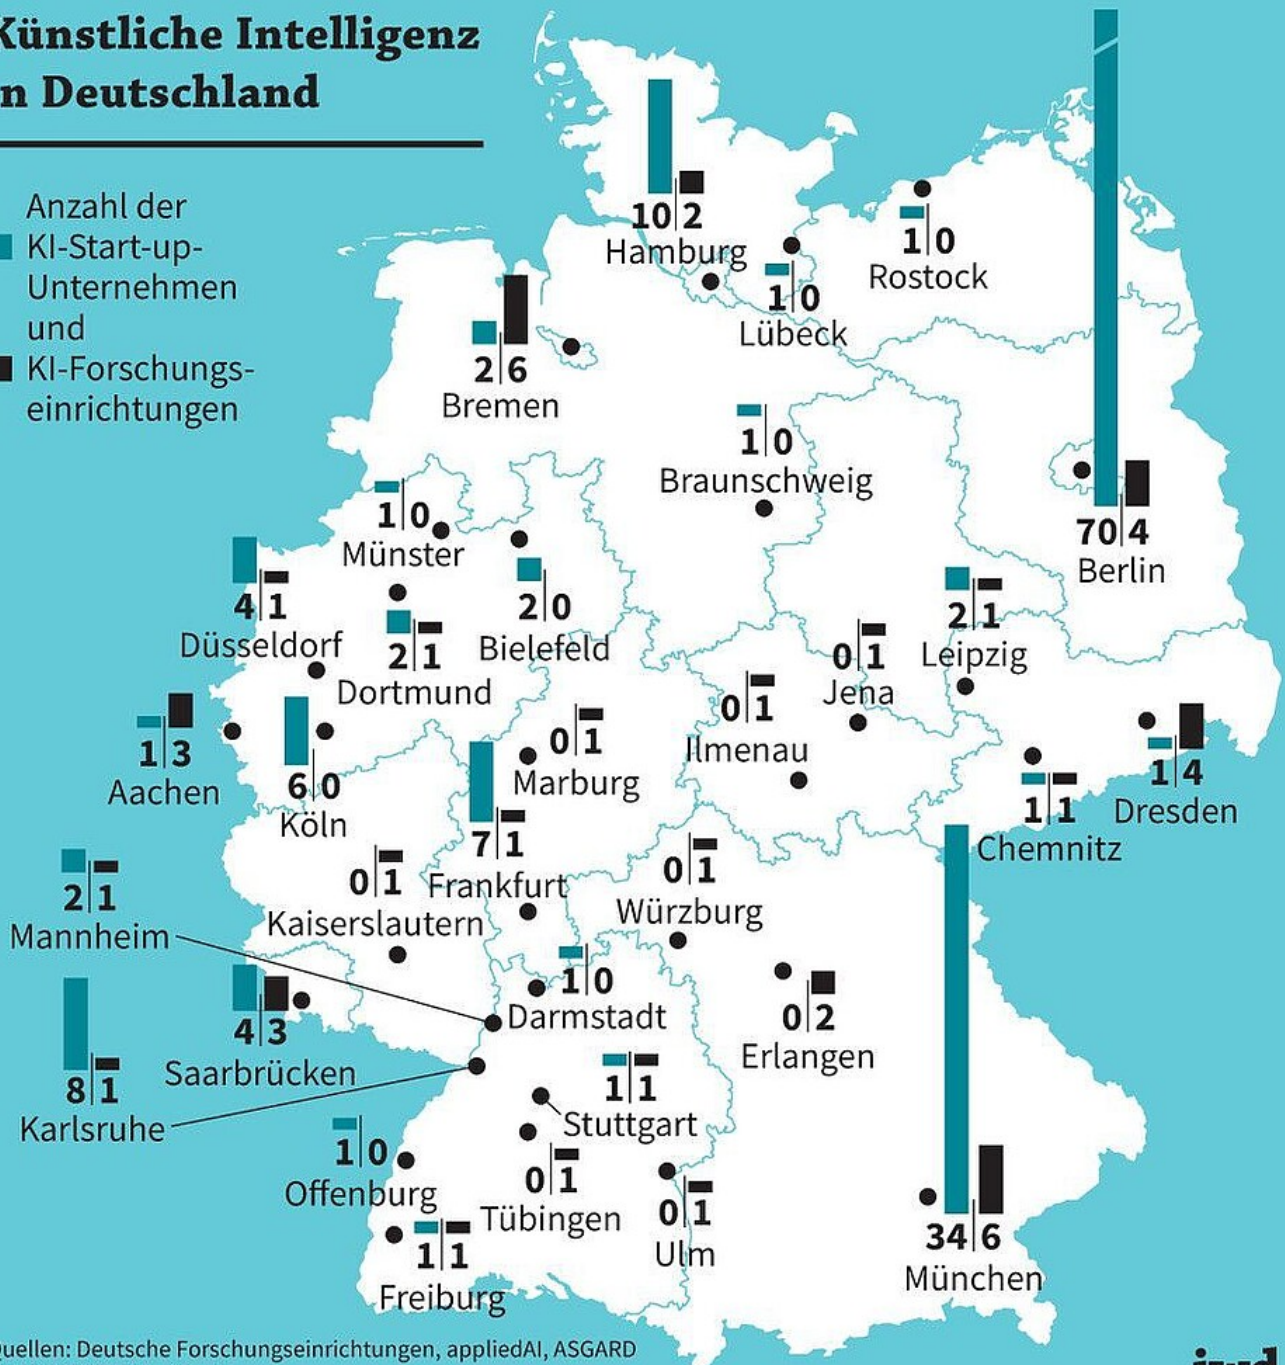 Künstliche Intelligenz
in Deutschland
Anzahl der
KI-Start-up-
Unternehmen
und
KI-Forschungs-
einrichtungen
10|2
Hamburg
1|0
Rostock
1|0
Lübeck
2|6
Bremen
1|0
Braunschweig
70|4
Berlin
1|0
Münster
4|1
Düsseldorf
2|0
Bielefeld
2|1
Dortmund
0|1
Jena
2|1
Leipzig
1|3
Aachen
6|0
Köln
0|1
Marburg
0|1
Ilmenau
1|4
Dresden
1|1
Chemnitz
7|1
Frankfurt
0|1
Kaiserslautern
0|1
Würzburg
2|1
Mannheim
4|3
Saarbrücken
1|0
Darmstadt
0|2
Erlangen
8|1
Karlsruhe
1|1
Stuttgart
1|0
Offenburg
0|1
Tübingen
0|1
Ulm
34|6
München
1|1
Freiburg
Quellen: Deutsche Forschungseinrichtungen, appliedAI, ASGARD